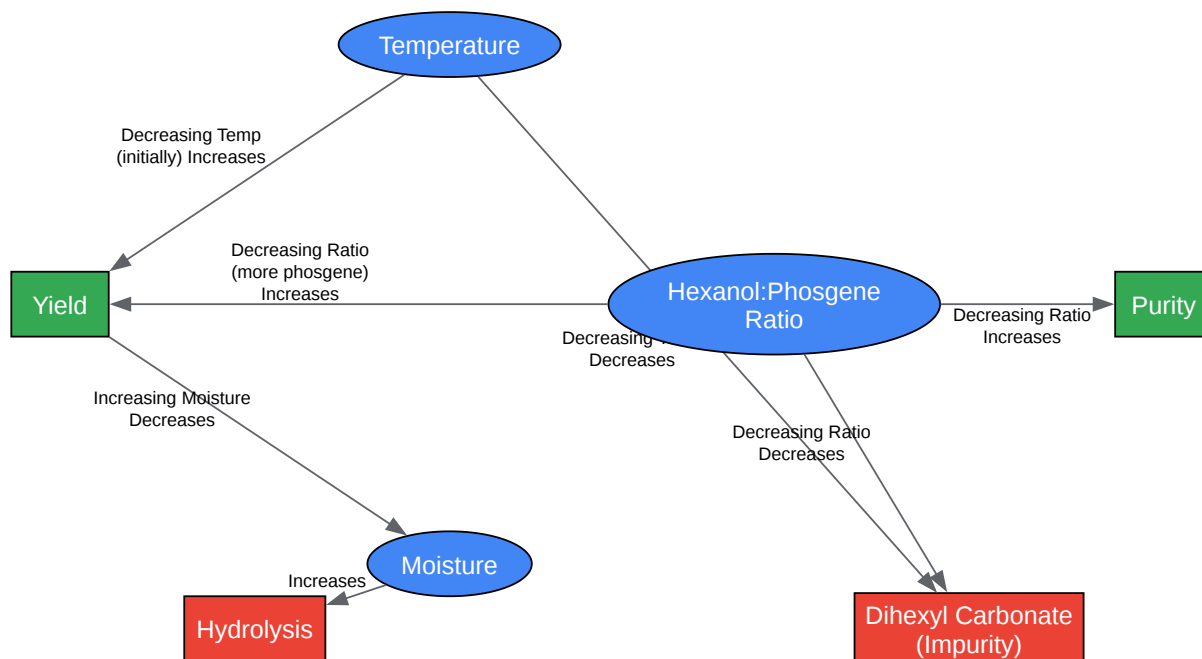 Temperature
Decreasing Temp
(initially) Increases
Decreasing Ratio
(more phosgene)
Increases
Yield
Hexanol:Phosgene
Ratio
Decreasing Ratio
Increases
Purity
Decreasing
Decreases
Increasing Moisture
Decreases
Decreasing Ratio
Decreases
Moisture
Increases
Hydrolysis
Dihexyl Carbonate
(Impurity)